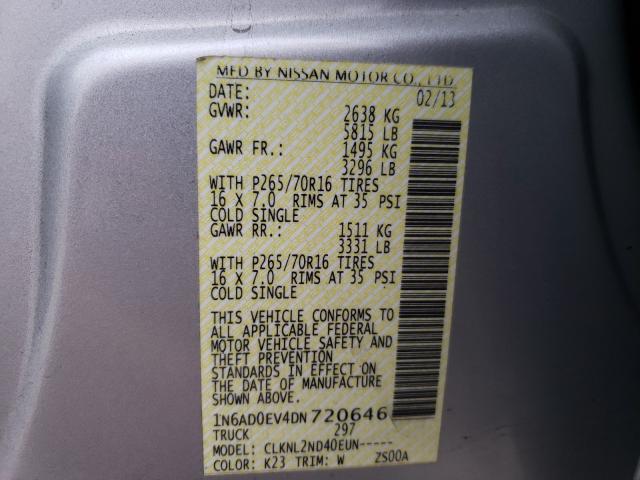 MFD BY NISSAN MOTOR CO., LTD.
DATE: 02/13
GVWR: 2638 KG
5815 LB
GAWR FR.: 1495 KG
3296 LB
WITH P265/70R16 TIRES
16 X 7.0 RIMS AT 35 PSI
COLD SINGLE
GAWR RR.: 1511 KG
3331 LB
WITH P265/70R16 TIRES
16 X 7.0 RIMS AT 35 PSI
COLD SINGLE
THIS VEHICLE CONFORMS TO
ALL APPLICABLE FEDERAL
MOTOR VEHICLE SAFETY AND
THEFT PREVENTION
STANDARDS IN EFFECT ON
THE DATE OF MANUFACTURE
SHOWN ABOVE.
1N6AD0EV4DN720646
TRUCK 297
MODEL: CLKNL2ND40EUN-----
COLOR: K23 TRIM: W ZS00A